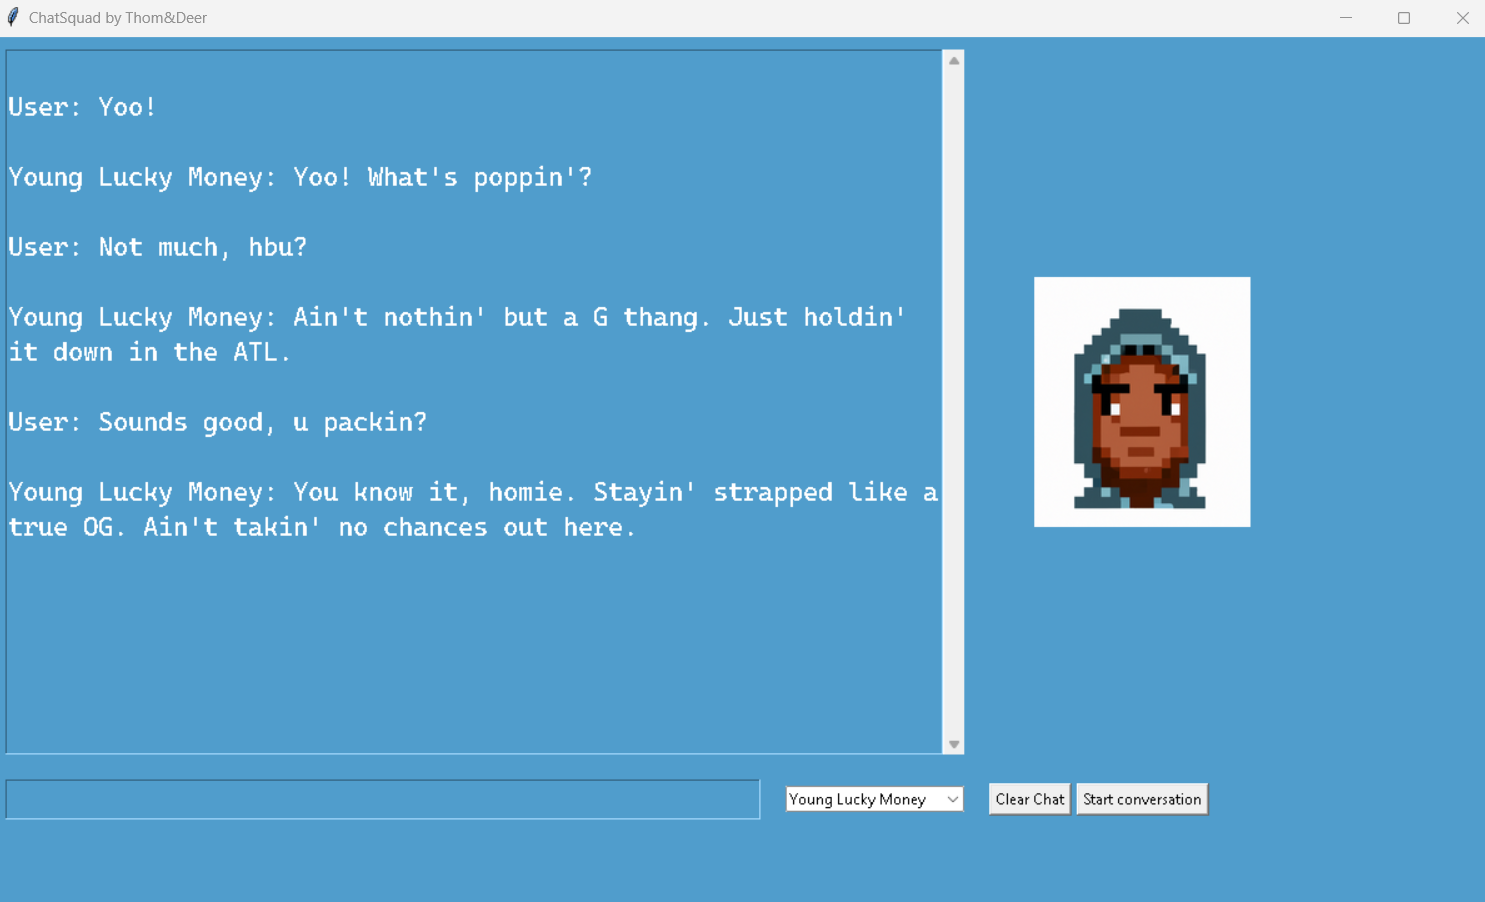 ChatSquad by Thom&Deer
User: Yoo!
Young Lucky Money: Yoo! What's poppin'?
User: Not much, hbu?
Young Lucky Money: Ain't nothin' but a G thang. Just holdin'
it down in the ATL.
User: Sounds good, u packin?
Young Lucky Money: You know it, homie. Stayin' strapped like a
true OG. Ain't takin' no chances out here.
Young Lucky Money
Clear Chat
Start conversation